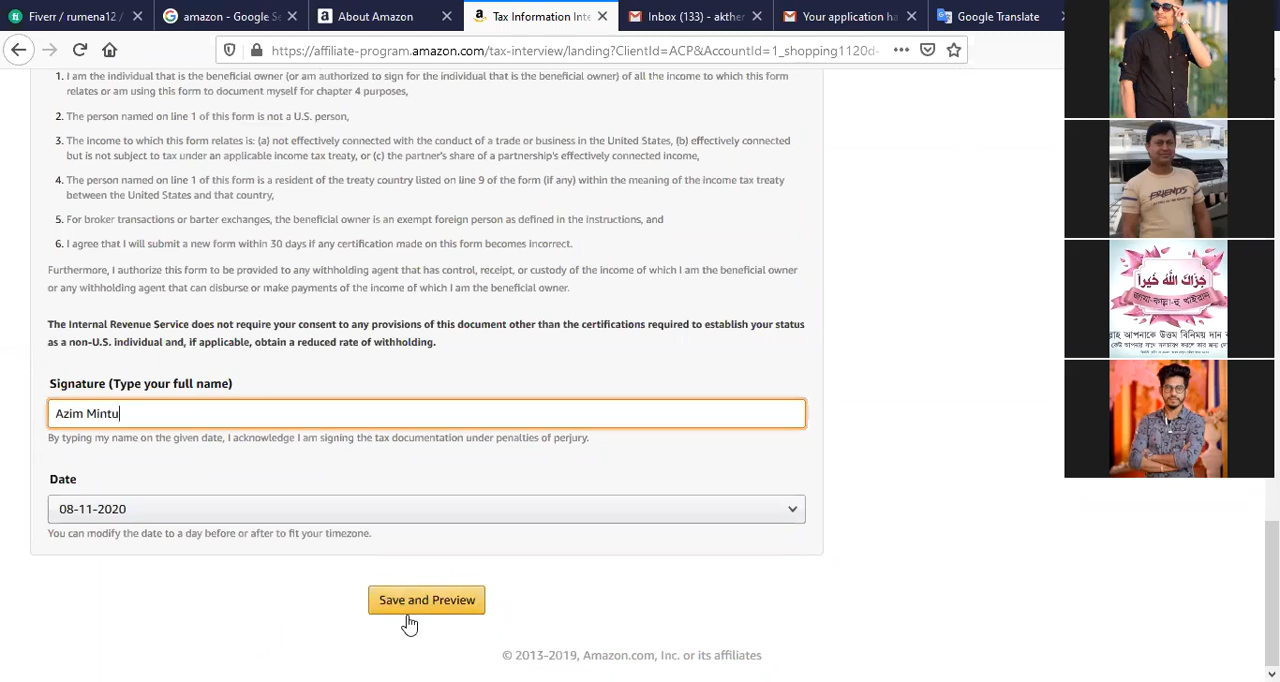 Fiverr / rumena12 /
amazon - Google Se
About Amazon
Tax Information Inte
Inbox (133) - akther
Your application ha
Google Translate
https://affiliate-program.amazon.com/tax-interview/landing?ClientId=ACP&AccountId=1_shopping1120d-
1. I am the individual that is the beneficial owner (or am authorized to sign for the individual that is the beneficial owner) of all the income to which this form
relates or am using this form to document myself for chapter 4 purposes,
2. The person named on line 1 of this form is not a U.S. person,
3. The income to which this form relates is: (a) not effectively connected with the conduct of a trade or business in the United States, (b) effectively connected
but is not subject to tax under an applicable income tax treaty, or (c) the partner's share of a partnership's effectively connected income,
4. The person named on line 1 of this form is a resident of the treaty country listed on line 9 of the form (if any) within the meaning of the income tax treaty
between the United States and that country,
5. For broker transactions or barter exchanges, the beneficial owner is an exempt foreign person as defined in the instructions, and
6. I agree that I will submit a new form within 30 days if any certification made on this form becomes incorrect.
Furthermore, I authorize this form to be provided to any withholding agent that has control, receipt, or custody of the income of which I am the beneficial owner
or any withholding agent that can disburse or make payments of the income of which I am the beneficial owner.
The Internal Revenue Service does not require your consent to any provisions of this document other than the certifications required to establish your status
as a non-U.S. individual and, if applicable, obtain a reduced rate of withholding.
Signature (Type your full name)
Azim Mintu
By typing my name on the given date, I acknowledge I am signing the tax documentation under penalties of perjury.
Date
08-11-2020
You can modify the date to a day before or after to fit your timezone.
Save and Preview
© 2013-2019, Amazon.com, Inc. or its affiliates
FRIENDS
جَزَاكَ اللّٰهُ خَيْراً
জাযা-কাল্লা-হু খাইরান
আপনাকে উত্তম বিনিময় দান